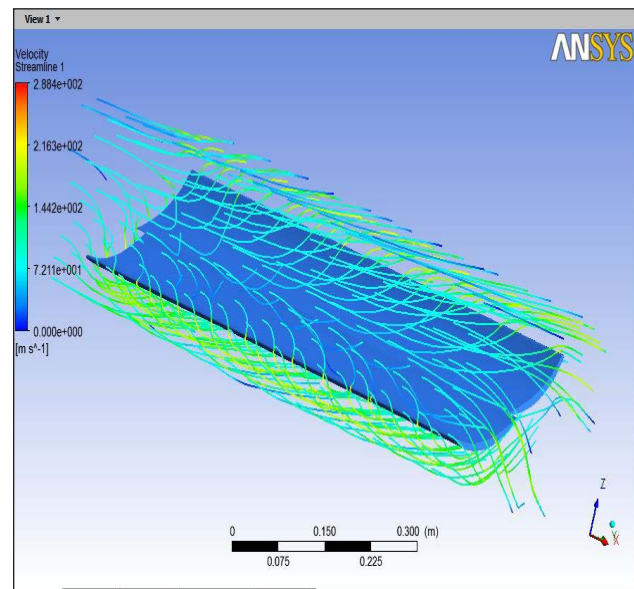 View 1
ANSYS
Velocity
Streamline 1
2.884e+002
2.163e+002
1.442e+002
7.211e+001
0.000e+000
[m s^-1]
0 0.150 0.300 (m)
0.075 0.225
Z
Y
X